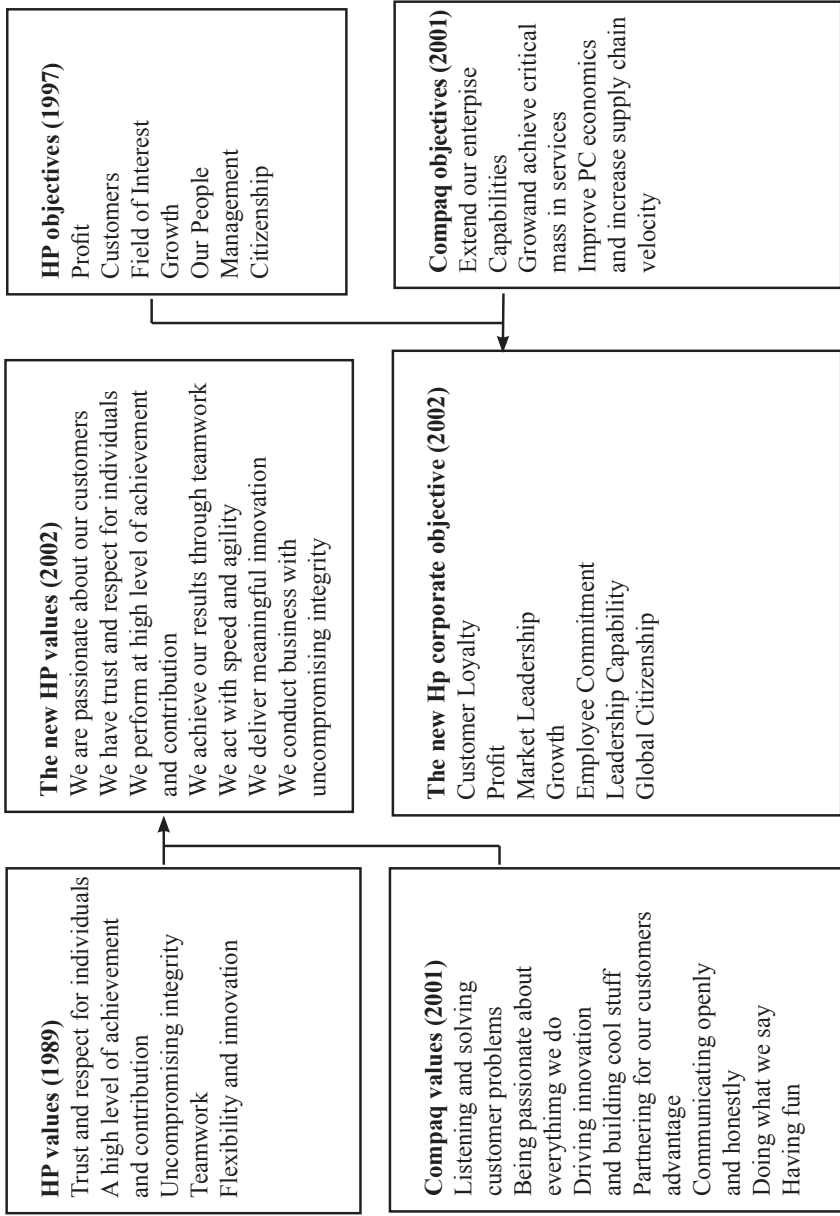 HP values (1989)
Trust and respect for individuals
A high level of achievement
and contribution
Uncompromising integrity
Teamwork
Flexibility and innovation
The new HP values (2002)
We are passionate about our customers
We have trust and respect for individuals
We perform at high level of achievement
and contribution
We achieve our results through teamwork
We act with speed and agility
We deliver meaningful innovation
We conduct business with
uncompromising integrity
HP objectives (1997)
Profit
Customers
Field of Interest
Growth
Our People
Management
Citizenship
Compaq values (2001)
Listening and solving
customer problems
Being passionate about
everything we do
Driving innovation
and building cool stuff
Partnering for our customers
advantage
Communicating openly
and honestly
Doing what we say
Having fun
The new Hp corporate objective (2002)
Customer Loyalty
Profit
Market Leadership
Growth
Employee Commitment
Leadership Capability
Global Citizenship
Compaq objectives (2001)
Extend our enterpise
Capabilities
Growand achieve critical
mass in services
Improve PC economics
and increase supply chain
velocity